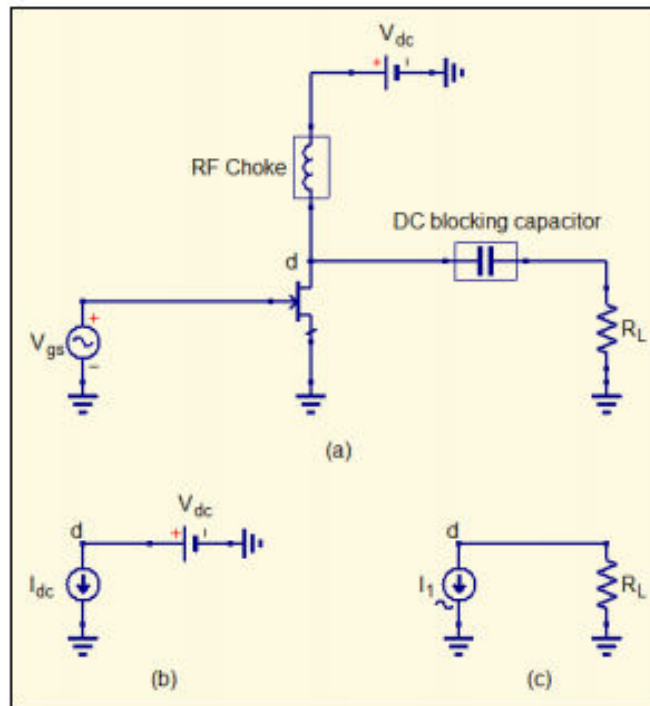 Vdc
RF Choke
DC blocking capacitor
d
Vgs
RL
(a)
Vdc
d
d
Idc
I1
RL
(b)
(c)